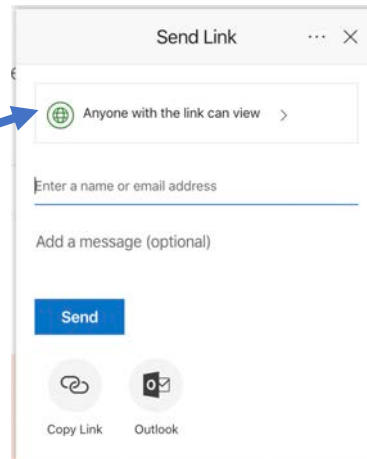 Send Link
Anyone with the link can view
Enter a name or email address
Add a message (optional)
Send
Copy Link Outlook